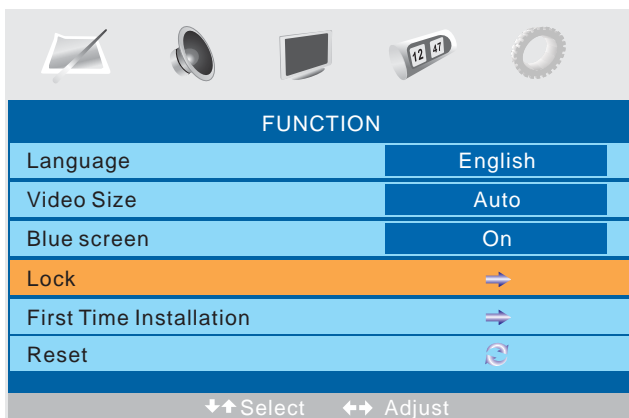 12 47
FUNCTION
Language English
Video Size Auto
Blue screen On
Lock
First Time Installation
Reset
Select Adjust